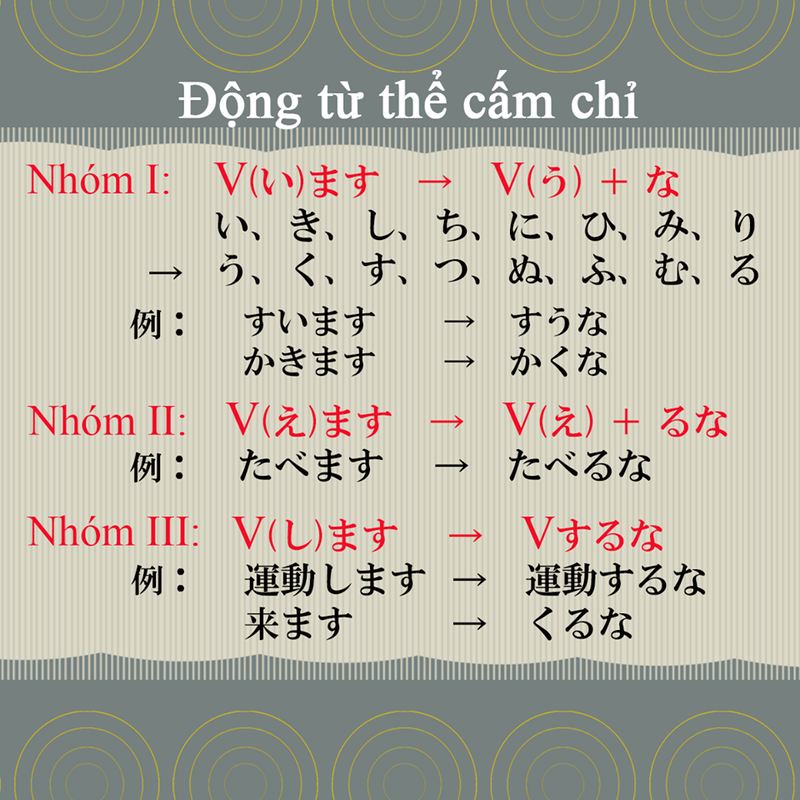 Động từ thể cấm chỉ
Nhóm I: V(い)ます → V(う) + な
い、き、し、ち、に、ひ、み、り
→ う、く、す、つ、ぬ、ふ、む、る
例： すいます → すうな
かきます → かくな
Nhóm II: V(え)ます → V(え) + るな
例： たべます → たべるな
Nhóm III: V(し)ます → Vするな
例： 運動します → 運動するな
来ます → くるな